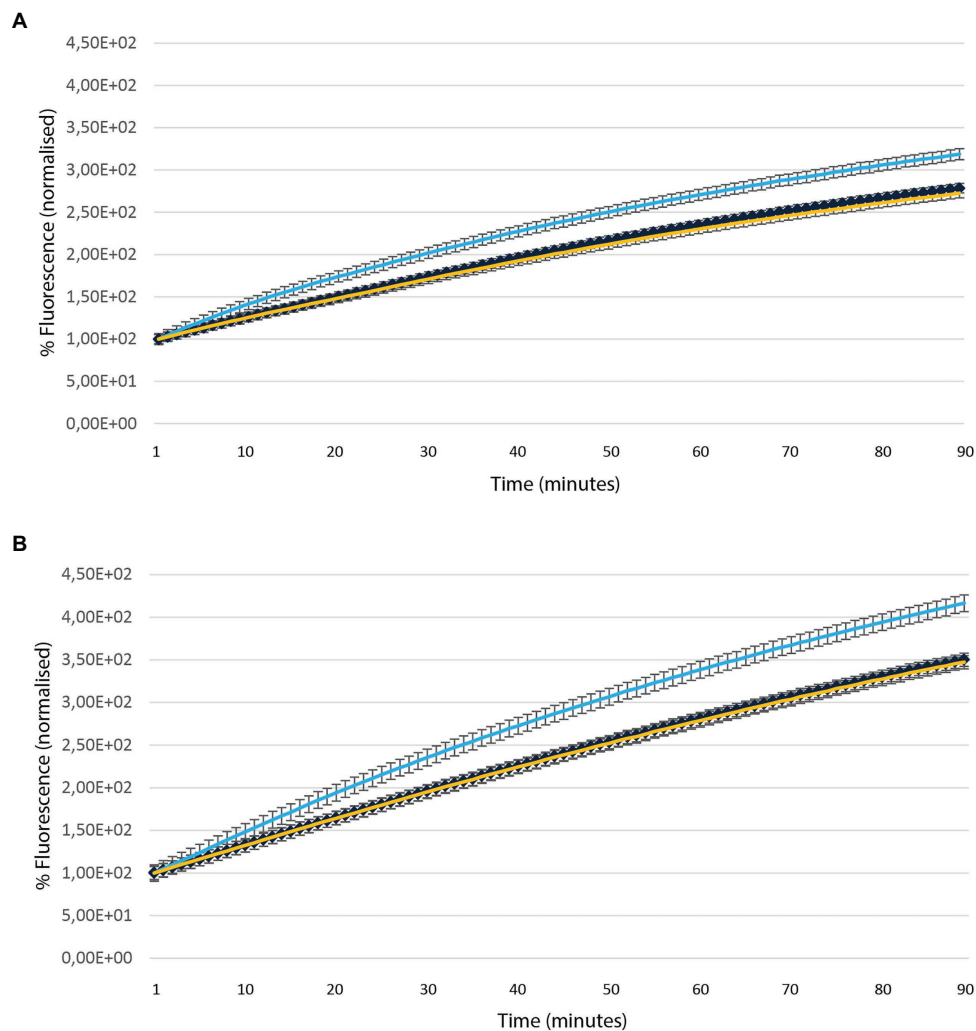 A
% Fluorescence (normalised)
4,50E+02
4,00E+02
3,50E+02
3,00E+02
2,50E+02
2,00E+02
1,50E+02
1,00E+02
5,00E+01
0,00E+00
1 10 20 30 40 50 60 70 80 90
Time (minutes)
B
% Fluorescence (normalised)
4,50E+02
4,00E+02
3,50E+02
3,00E+02
2,50E+02
2,00E+02
1,50E+02
1,00E+02
5,00E+01
0,00E+00
1 10 20 30 40 50 60 70 80 90
Time (minutes)